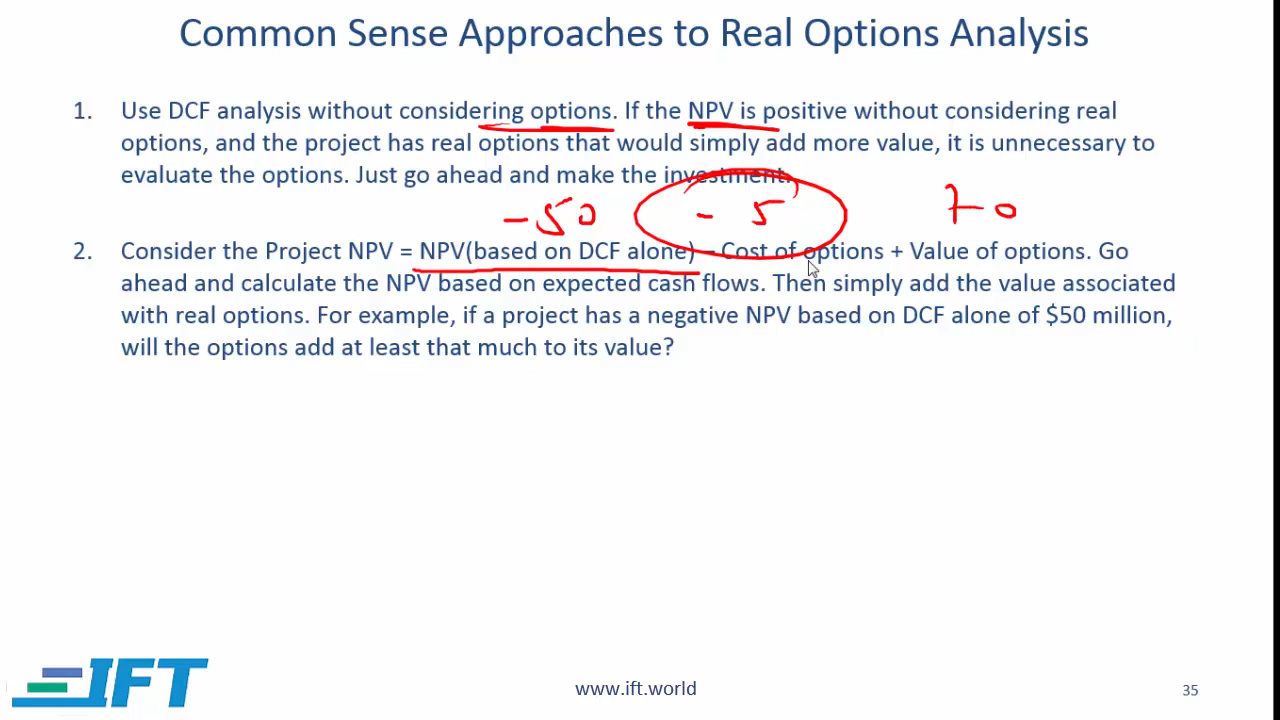 Common Sense Approaches to Real Options Analysis
1. Use DCF analysis without considering options. If the NPV is positive without considering real
options, and the project has real options that would simply add more value, it is unnecessary to
evaluate the options. Just go ahead and make the investment.
-50 - 5 70
2. Consider the Project NPV = NPV(based on DCF alone) – Cost of options + Value of options. Go
ahead and calculate the NPV based on expected cash flows. Then simply add the value associated
with real options. For example, if a project has a negative NPV based on DCF alone of $50 million,
will the options add at least that much to its value?
IFT
www.ift.world
35